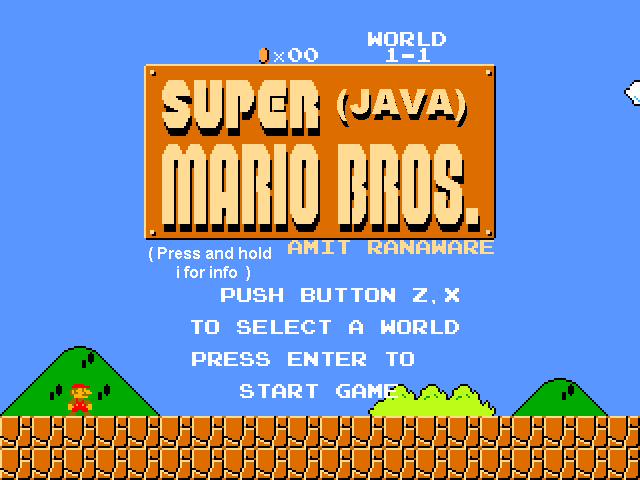 WORLD
x00 1-1
SUPER (JAVA)
MARIO BROS.
AMIT RANAWARE
( Press and hold
i for info )
PUSH BUTTON Z,X
TO SELECT A WORLD
PRESS ENTER TO
START GAME